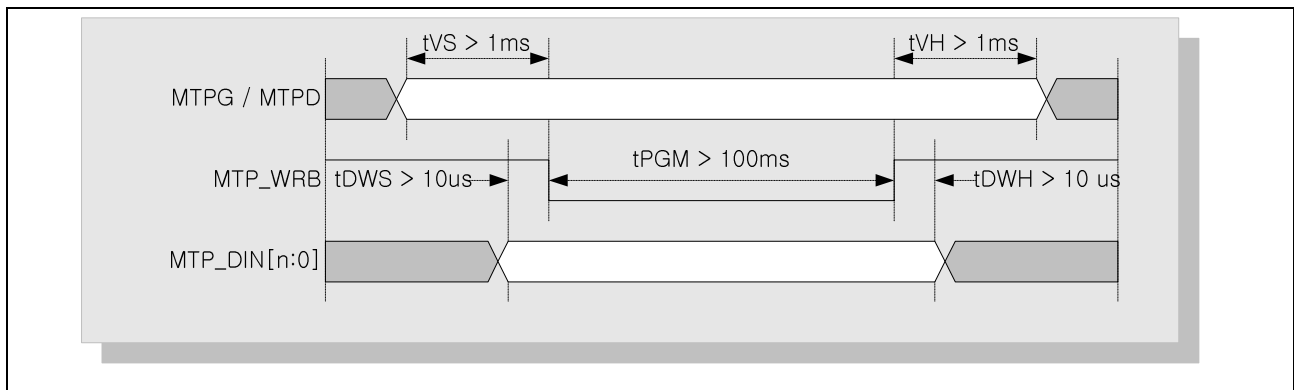 tVS > 1ms
tVH > 1ms
MTPG / MTPD
tPGM > 100ms
MTP_WRB
tDWS > 10us
tDWH > 10 us
MTP_DIN[n:0]